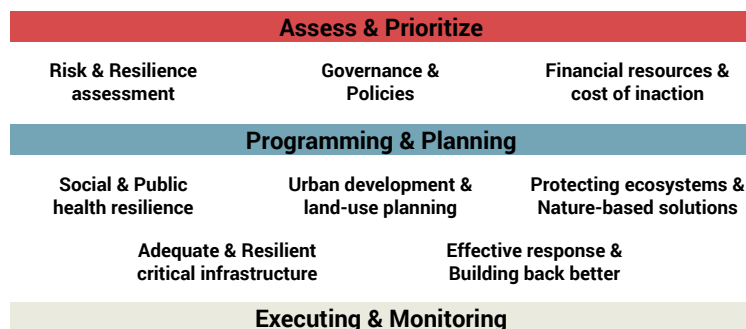 Assess & Prioritize
Risk & Resilience
assessment
Governance &
Policies
Financial resources &
cost of inaction
Programming & Planning
Social & Public
health resilience
Urban development &
land-use planning
Protecting ecosystems &
Nature-based solutions
Adequate & Resilient
critical infrastructure
Effective response &
Building back better
Executing & Monitoring